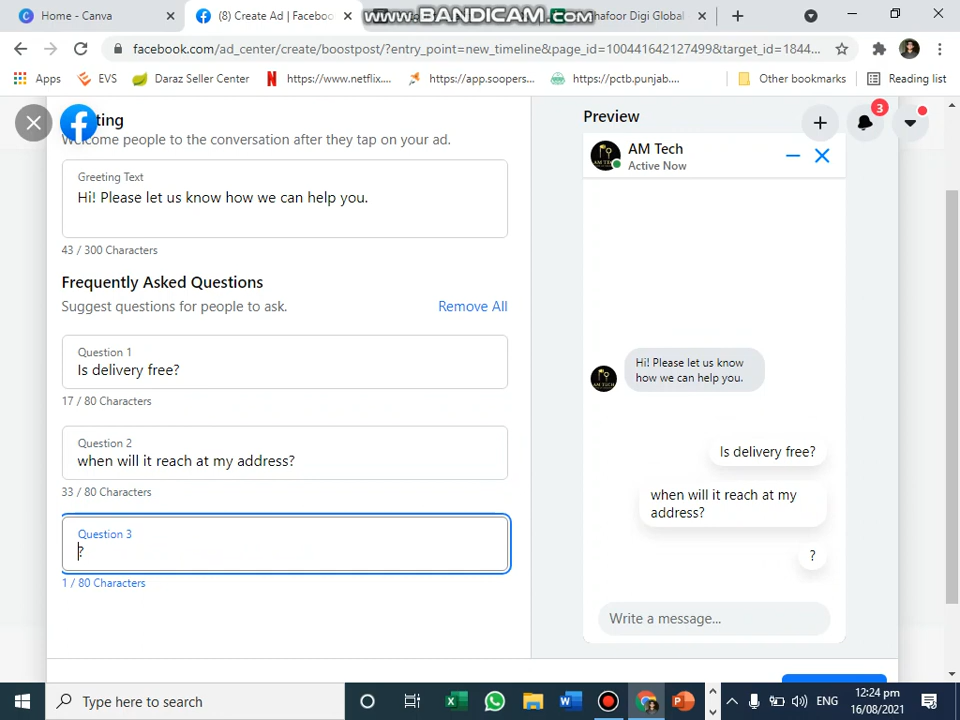 Home - Canva
(8) Create Ad | Faceboo
WWW.BANDICAM.COM
hafoor Digi Global
facebook.com/ad_center/create/boostpost/?entry_point=new_timeline&page_id=100441642127499&target_id=1844...
Apps
EVS
Daraz Seller Center
https://www.netflix....
https://app.soopers...
https://pctb.punjab....
Other bookmarks
Reading list
ting
Welcome people to the conversation after they tap on your ad.
Greeting Text
Hi! Please let us know how we can help you.
43 / 300 Characters
Frequently Asked Questions
Suggest questions for people to ask.
Remove All
Question 1
Is delivery free?
17 / 80 Characters
Question 2
when will it reach at my address?
33 / 80 Characters
Question 3
?
1 / 80 Characters
Preview
3
AM Tech
Active Now
Hi! Please let us know
how we can help you.
Is delivery free?
when will it reach at my
address?
?
Write a message...
Type here to search
ENG
12:24 pm
16/08/2021